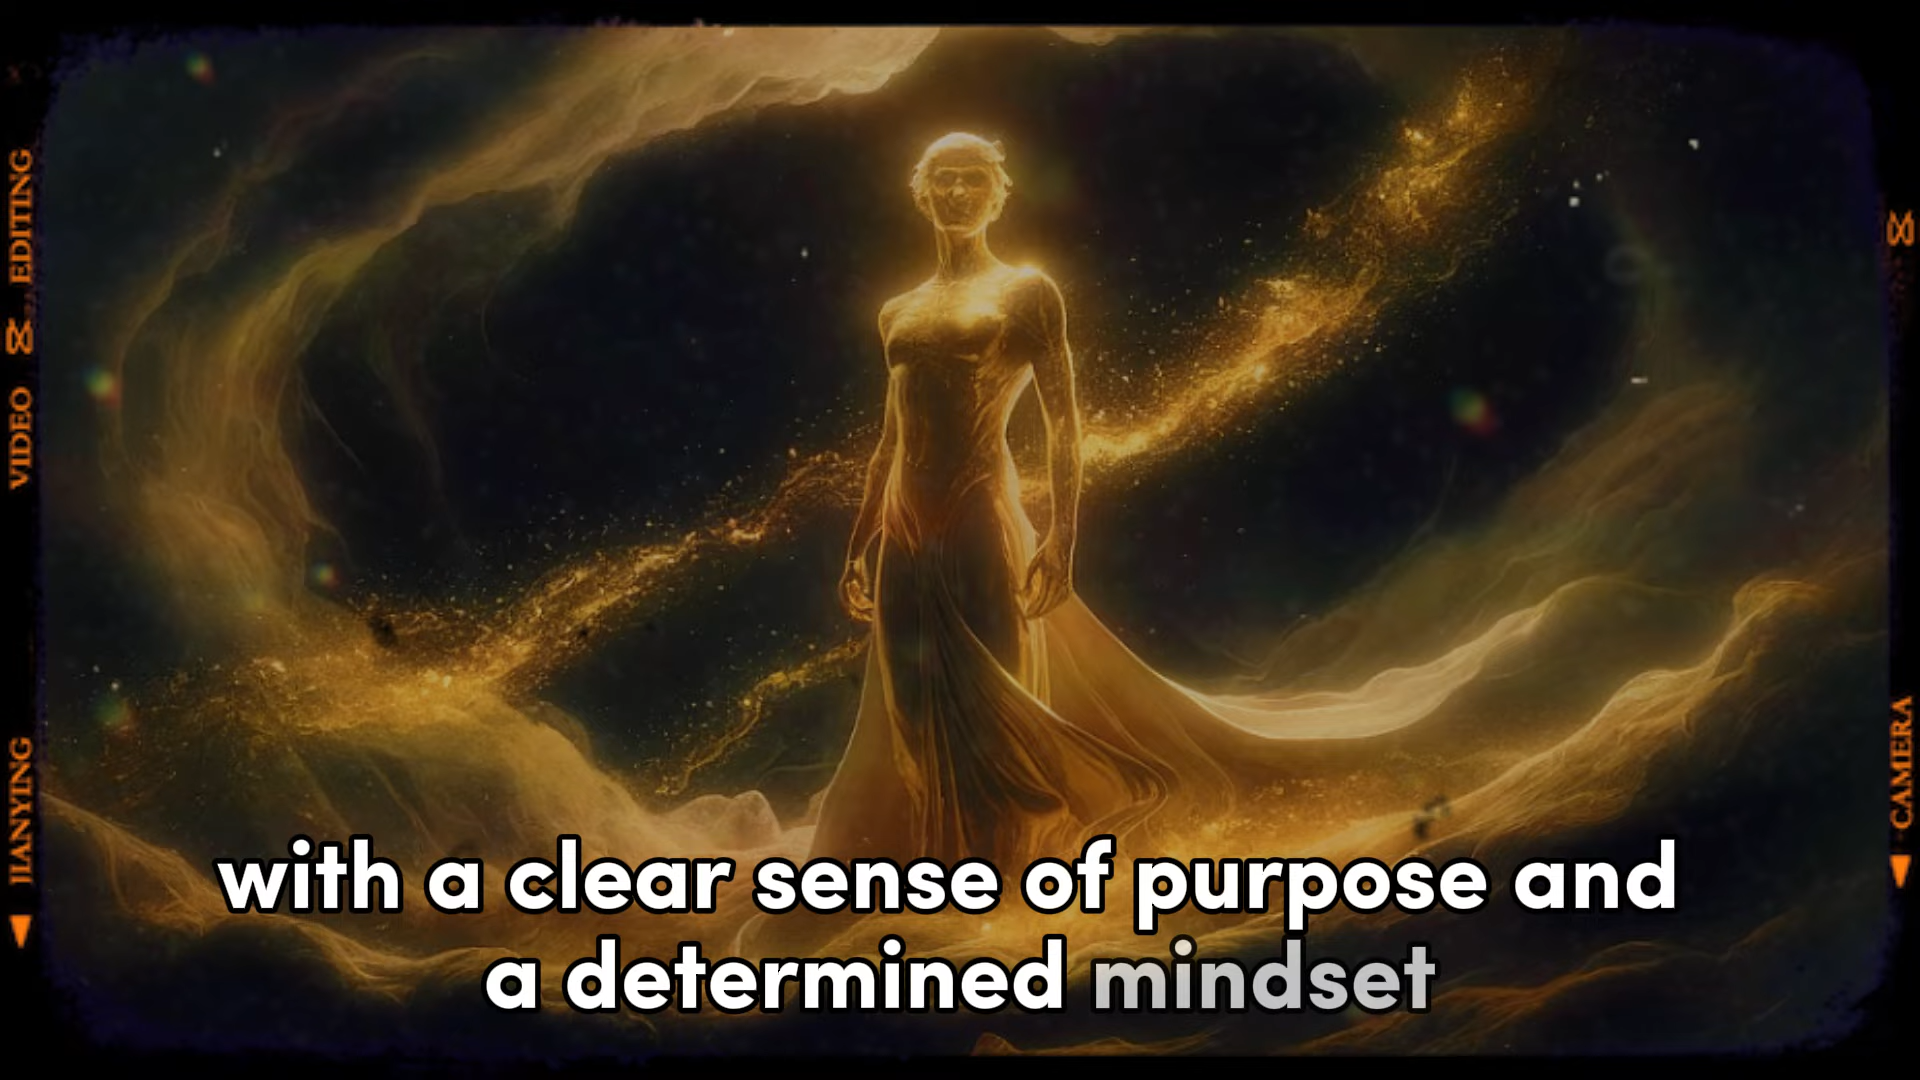 VIDEO EDITING
JIANYING
CAMERA
with a clear sense of purpose and
a determined mindset